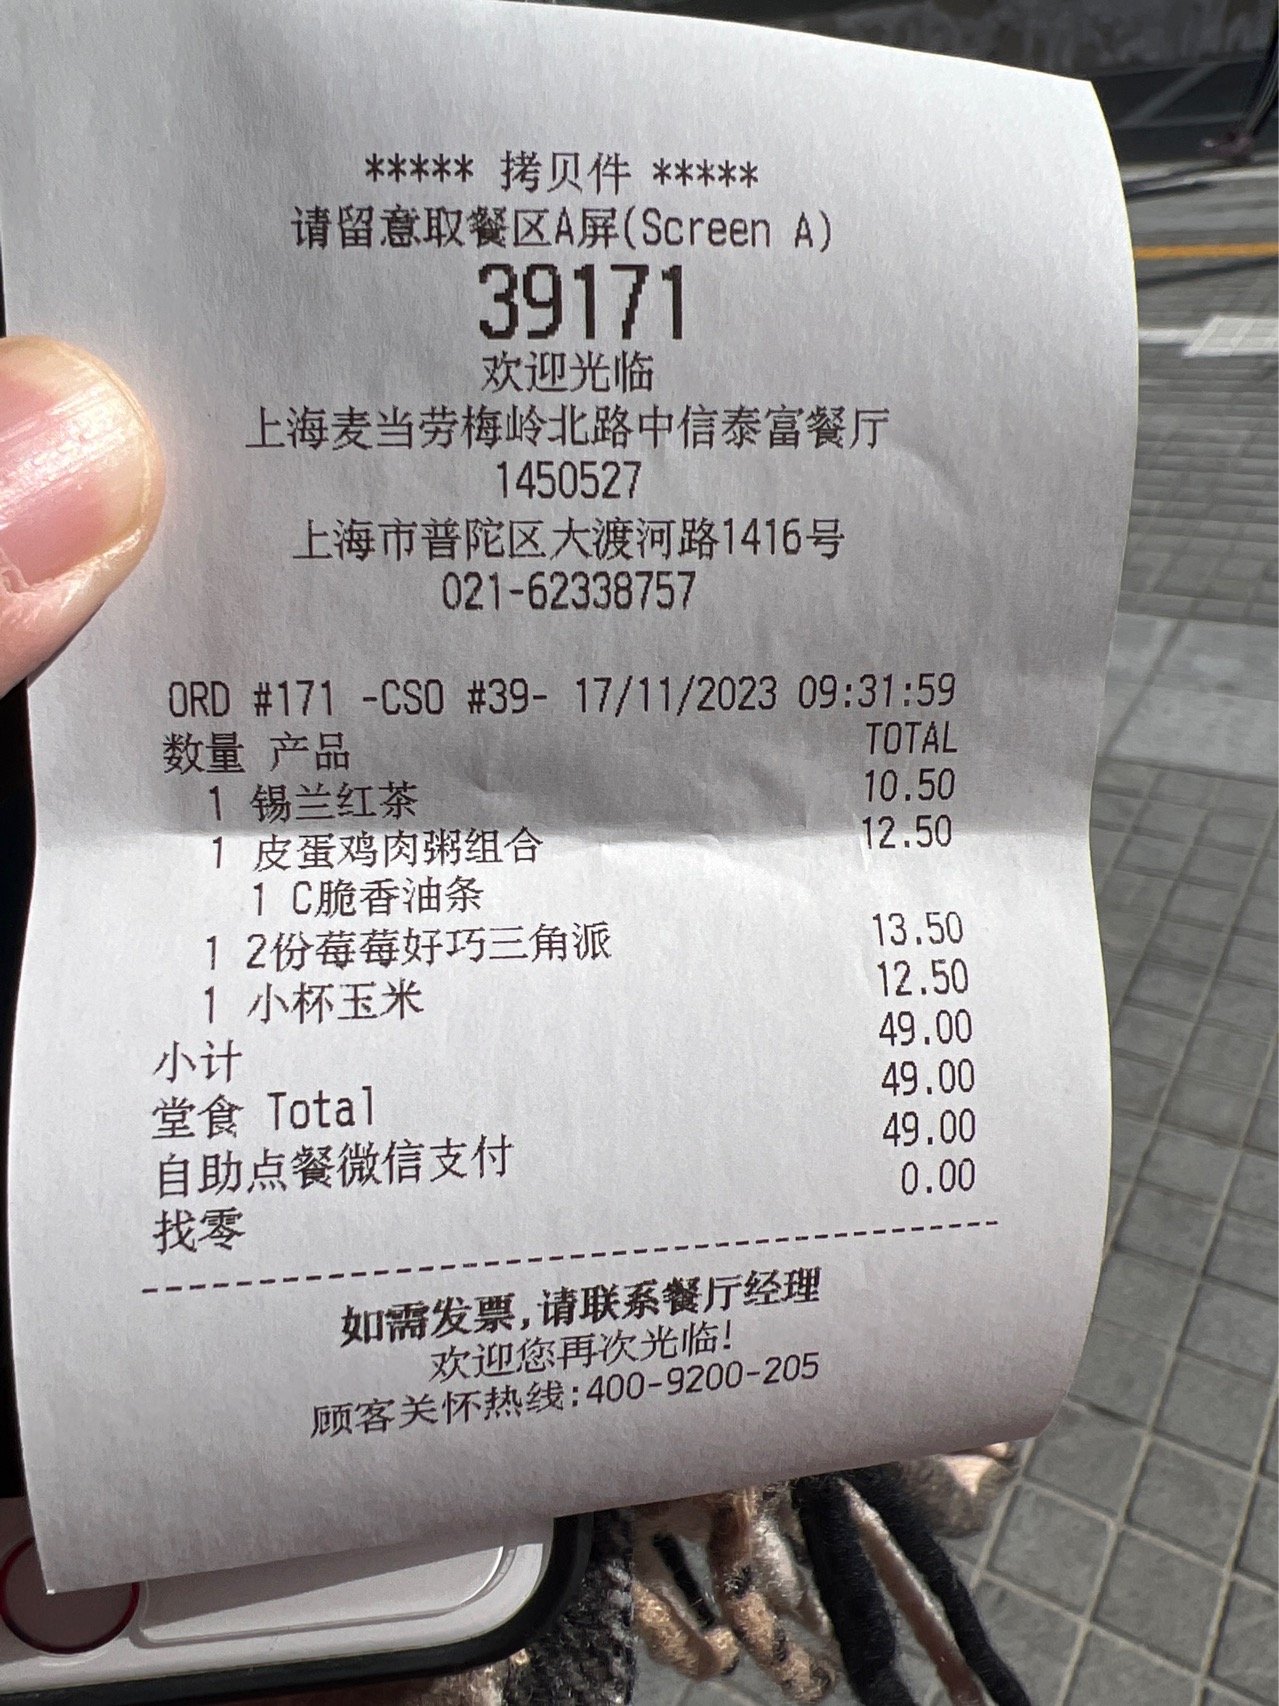 ***** 拷贝件 *****
请留意取餐区A屏(Screen A)
39171
欢迎光临
上海麦当劳梅岭北路中信泰富餐厅
1450527
上海市普陀区大渡河路1416号
021-62338757
ORD #171 -CSO #39- 17/11/2023 09:31:59
数量 产品 TOTAL
1 锡兰红茶 10.50
1 皮蛋鸡肉粥组合 12.50
1 C脆香油条
1 2份莓莓好巧三角派 13.50
1 小杯玉米 12.50
小计 49.00
堂食 Total 49.00
自助点餐微信支付 49.00
找零 0.00
如需发票,请联系餐厅经理
欢迎您再次光临!
顾客关怀热线:400-9200-205